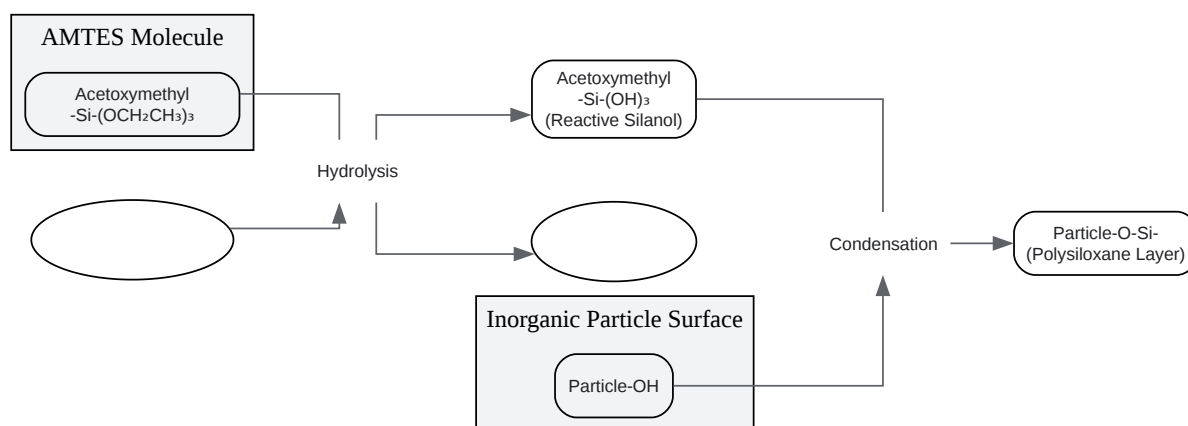 AMTES Molecule
Acetoxymethyl
-Si-(OCH₂CH₃)₃
Hydrolysis
Acetoxymethyl
-Si-(OH)₃
(Reactive Silanol)
Inorganic Particle Surface
Particle-OH
Condensation
Particle-O-Si-
(Polysiloxane Layer)